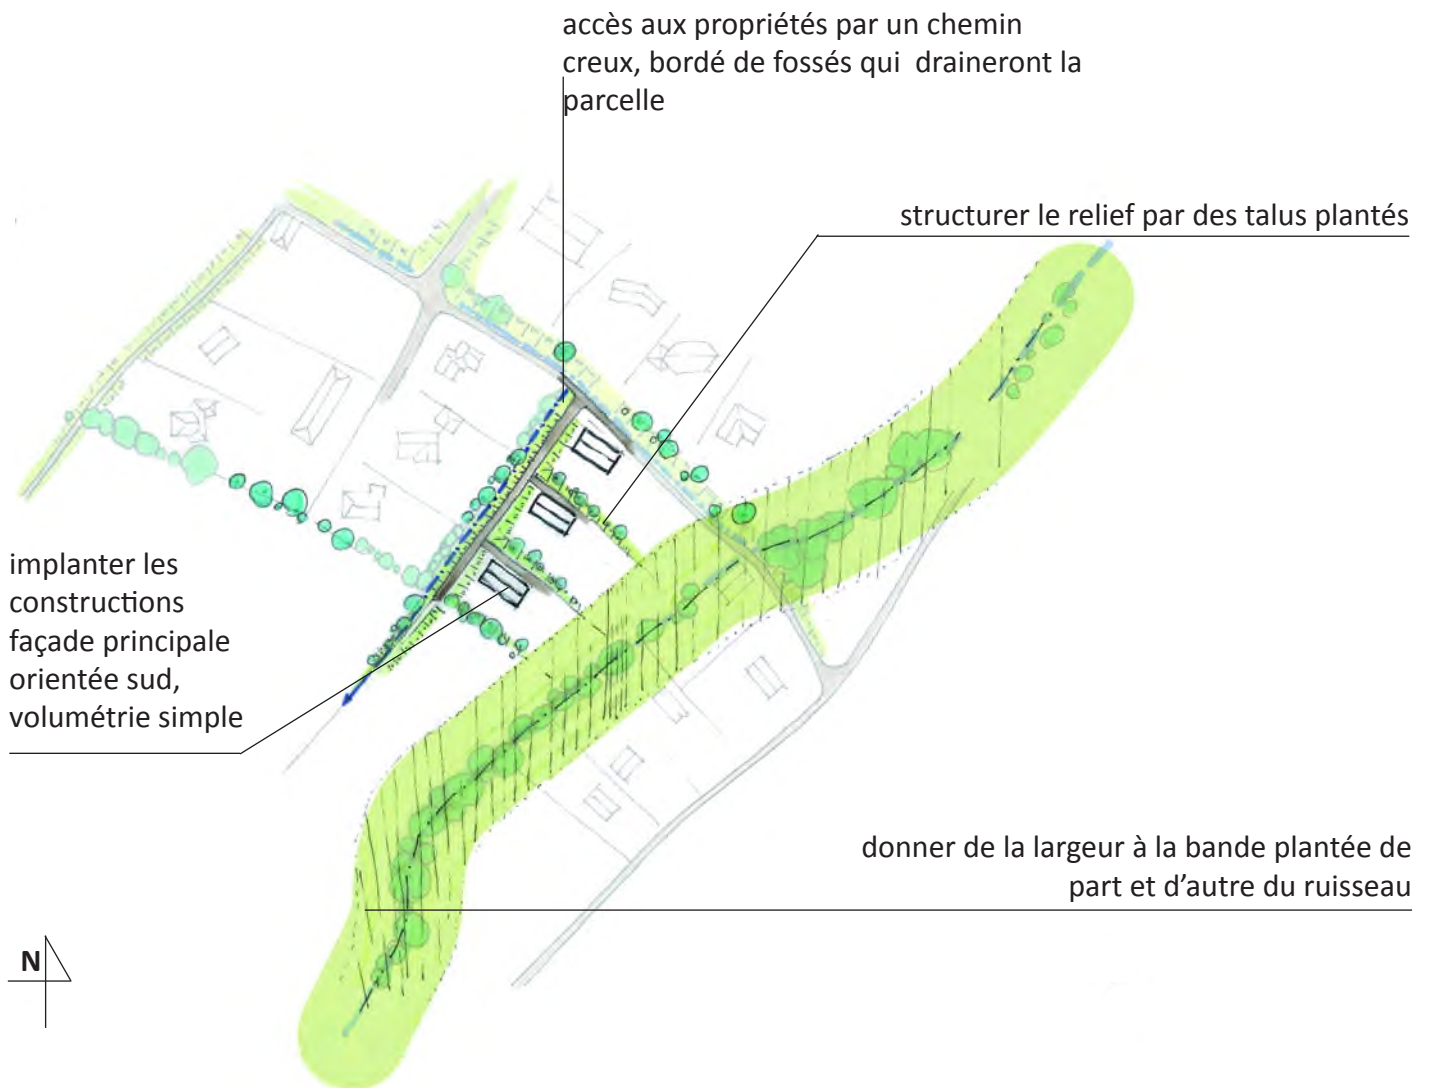 accès aux propriétés par un chemin
creux, bordé de fossés qui draineront la
parcelle
structurer le relief par des talus plantés
implanter les
constructions
façade principale
orientée sud,
volumétrie simple
donner de la largeur à la bande plantée de
part et d'autre du ruisseau
N